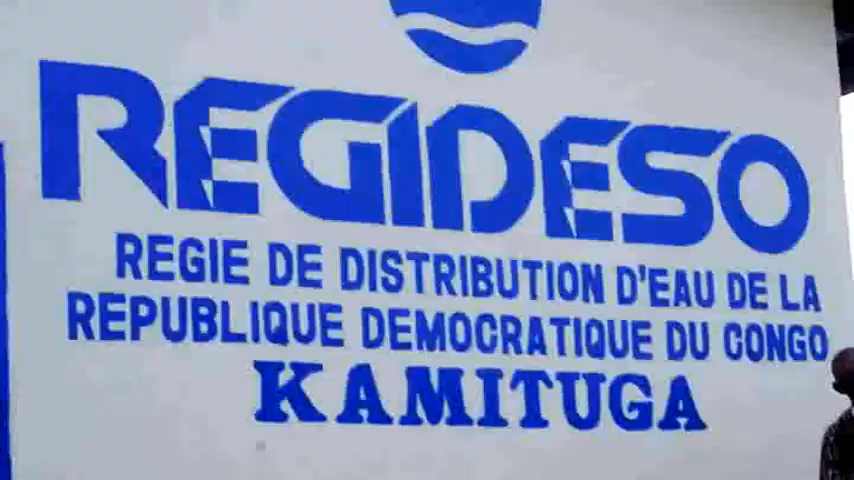 REGIDESO
REGIE DE DISTRIBUTION D'EAU DE LA
REPUBLIQUE DEMOCRATIQUE DU CONGO
KAMITUGA